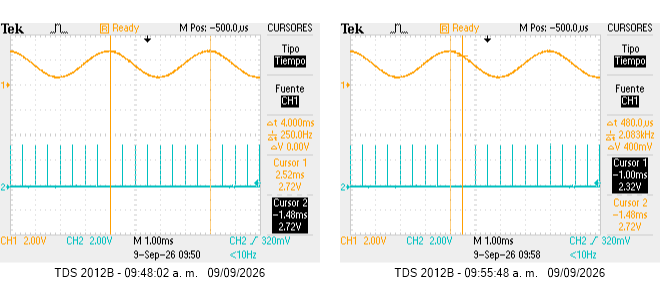 Tek Ready M Pos: -500.0µs CURSORES
Tipo
Tiempo
Fuente
CH1
Δt 4.000ms
1/Δt 250.0Hz
ΔV 0.00V
Cursor 1
2.52ms
2.72V
Cursor 2
-1.48ms
2.72V
1
2
CH1 2.00V CH2 2.00V M 1.00ms CH2 / 320mV
9-Sep-26 09:50 <10Hz
TDS 2012B - 09:48:02 a. m. 09/09/2026
Tek Ready M Pos: -500.0µs CURSORES
Tipo
Tiempo
Fuente
CH1
Δt 480.0µs
1/Δt 2.083kHz
ΔV 400mV
Cursor 1
-1.00ms
2.32V
Cursor 2
-1.48ms
2.72V
1
2
CH1 2.00V CH2 2.00V M 1.00ms CH2 / 320mV
9-Sep-26 09:58 <10Hz
TDS 2012B - 09:55:48 a. m. 09/09/2026